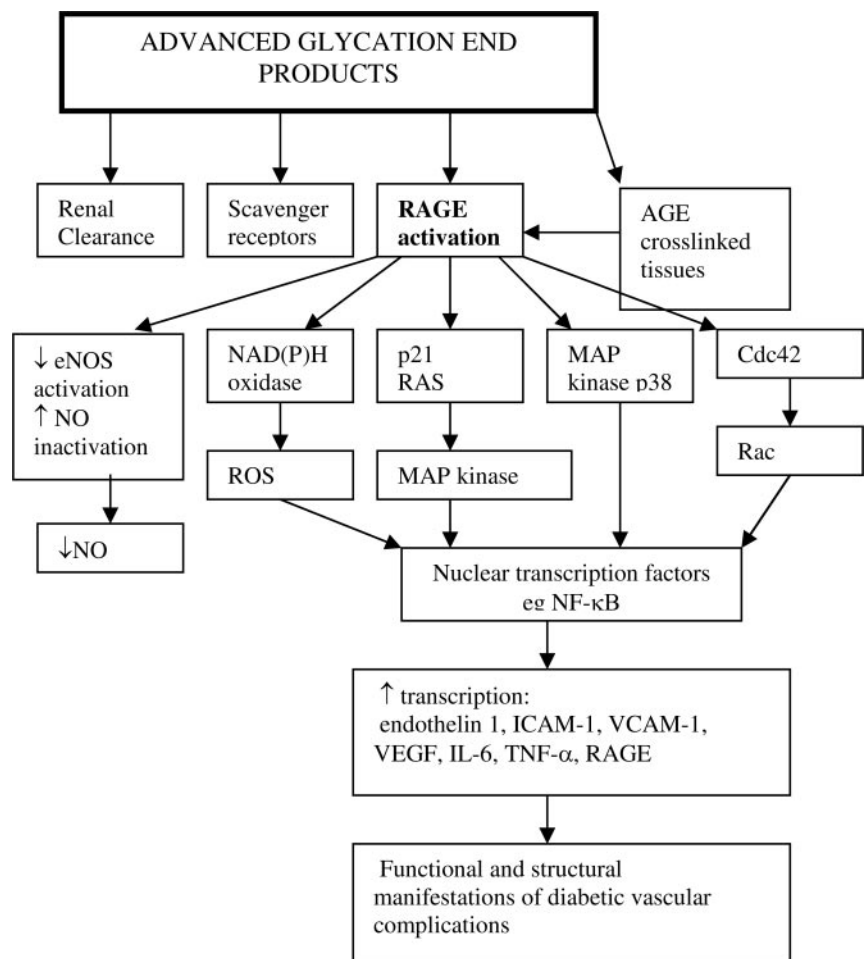 ADVANCED GLYCATION END
PRODUCTS
Renal
Clearance
Scavenger
receptors
RAGE
activation
AGE
crosslinked
tissues
↓ eNOS
activation
↑ NO
inactivation
NAD(P)H
oxidase
p21
RAS
MAP
kinase p38
Cdc42
ROS
MAP kinase
Rac
↓NO
Nuclear transcription factors
eg NF-κB
↑ transcription:
endothelin 1, ICAM-1, VCAM-1,
VEGF, IL-6, TNF-α, RAGE
Functional and structural
manifestations of diabetic vascular
complications